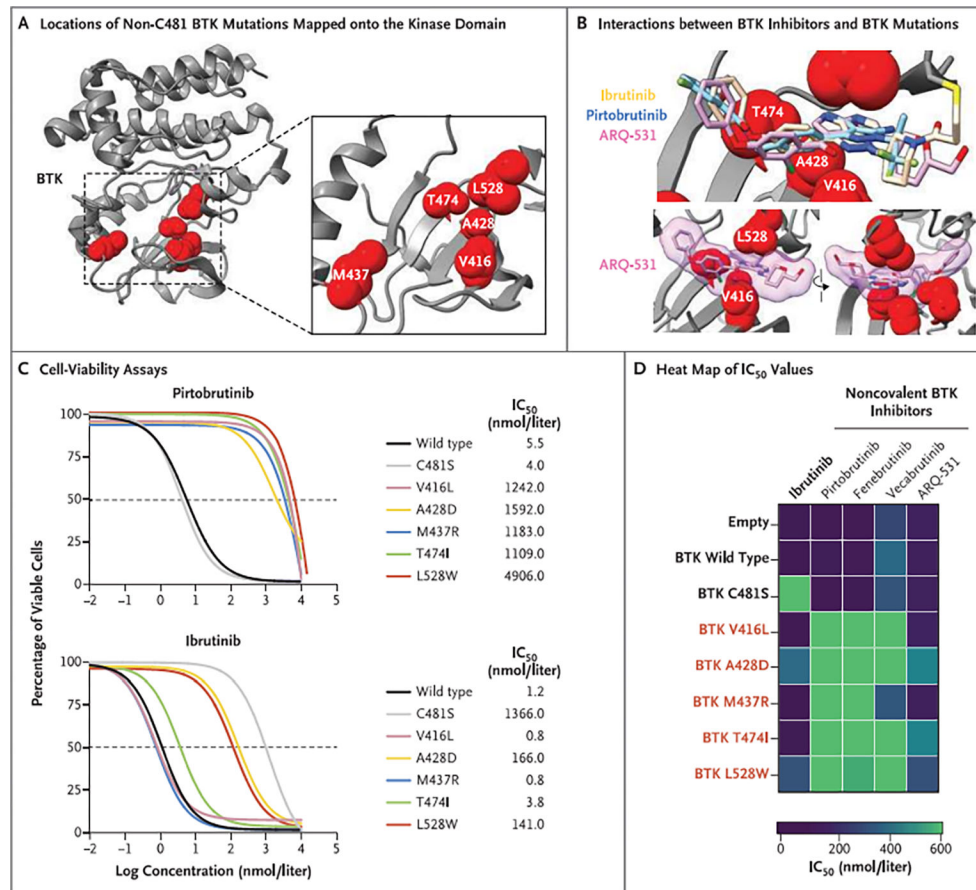 A Locations of Non-C481 BTK Mutations Mapped onto the Kinase Domain
BTK
M437
T474
L528
A428
V416
B Interactions between BTK Inhibitors and BTK Mutations
Ibrutinib
Pirtobrutinib
ARQ-531
T474
A428
V416
ARQ-531
L528
V416
C Cell-Viability Assays
Pirtobrutinib
Percentage of Viable Cells
100
75
50
25
0
−2 −1 0 1 2 3 4 5
IC50
(nmol/liter)
Wild type 5.5
C481S 4.0
V416L 1242.0
A428D 1592.0
M437R 1183.0
T474I 1109.0
L528W 4906.0
Ibrutinib
100
75
50
25
0
−2 −1 0 1 2 3 4 5
Log Concentration (nmol/liter)
IC50
(nmol/liter)
Wild type 1.2
C481S 1366.0
V416L 0.8
A428D 166.0
M437R 0.8
T474I 3.8
L528W 141.0
D Heat Map of IC50 Values
Noncovalent BTK
Inhibitors
Ibrutinib
Pirtobrutinib
Fenebrutinib
Vecabrutinib
ARQ-531
Empty
BTK Wild Type
BTK C481S
BTK V416L
BTK A428D
BTK M437R
BTK T474I
BTK L528W
0 200 400 600
IC50 (nmol/liter)